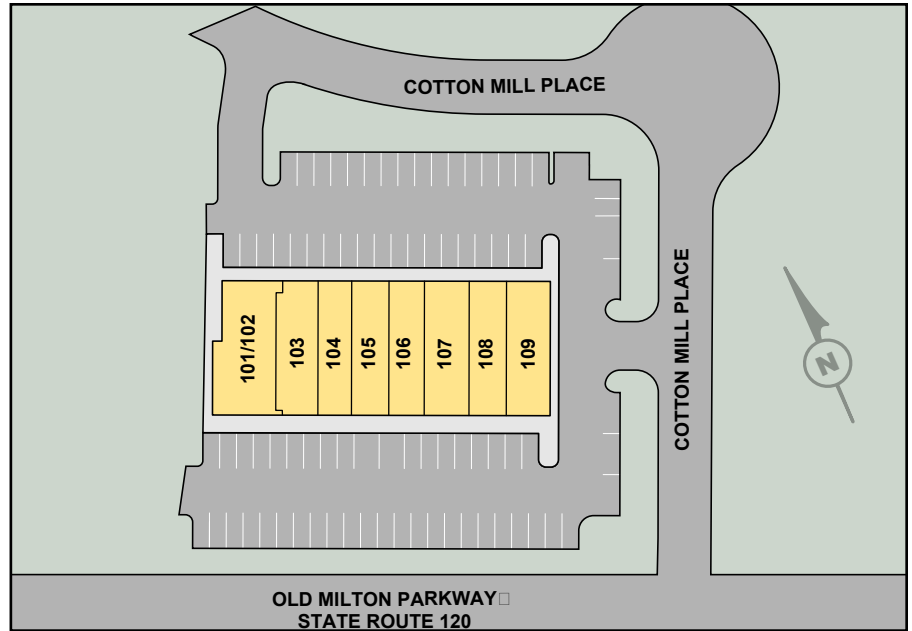 COTTON MILL PLACE
COTTON MILL PLACE
101/102
103
104
105
106
107
108
109
N
OLD MILTON PARKWAY□
STATE ROUTE 120